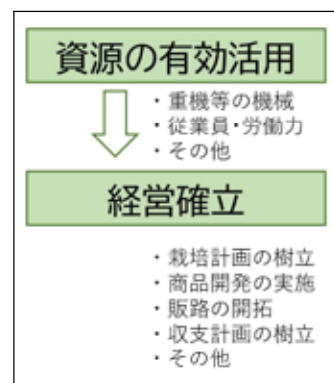 資源の有効活用
・重機等の機械
・従業員・労働力
・その他
経営確立
・栽培計画の樹立
・商品開発の実施
・販路の開拓
・収支計画の樹立
・その他